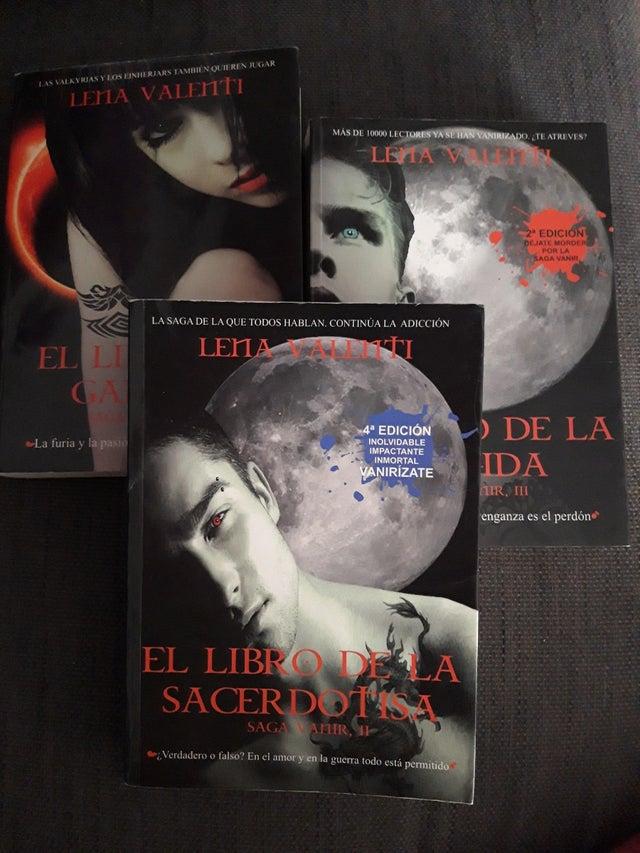 LAS VALKYRIAS Y LOS EINHERJARS TAMBIÉN QUIEREN JUGAR
LENA VALENTI
EL
GA
La furia y la
MÁS DE 10000 LECTORES YA SE HAN VANIRIZADO. ¿TE ATREVES?
LENA VALENTI
2ª EDICIÓN
DÉJATE MORDER
POR LA
SAGA VANIR
DE LA
IDA
III
enganza es el perdón
LA SAGA DE LA QUE TODOS HABLAN. CONTINÚA LA ADICCIÓN
LENA VALENTI
4ª EDICIÓN
INOLVIDABLE
IMPACTANTE
INMORTAL
VANIRÍZATE
EL LIBRO DE LA
SACERDOTISA
SAGA VANIR, II
¿Verdadero o falso? En el amor y en la guerra todo está permitido